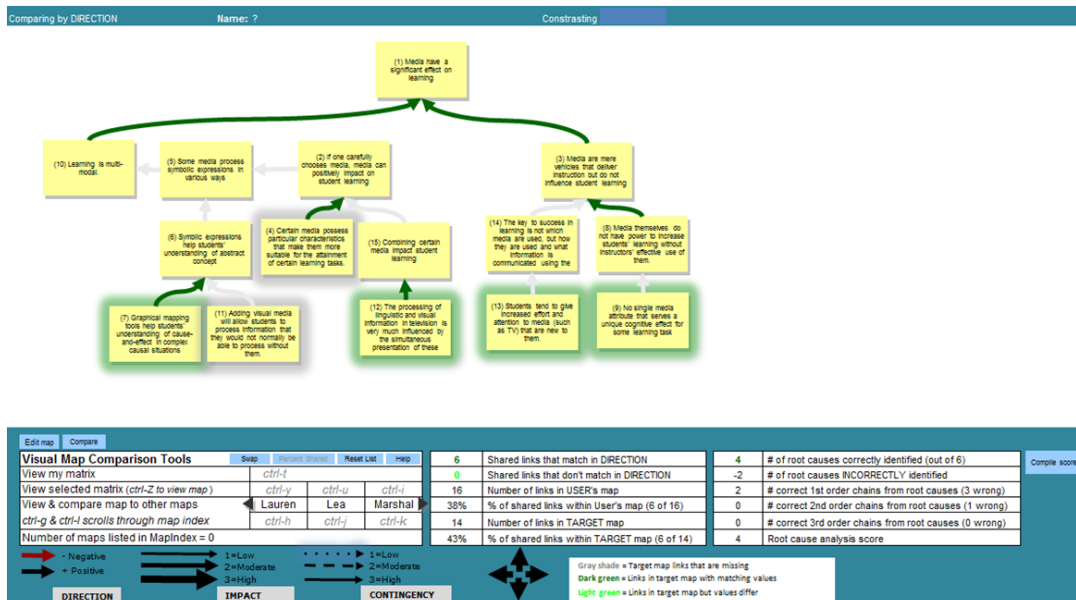 Comparing by DIRECTION
Name: ?
Constrasting
(1) Media have a
significant effect on
learning
(10) Learning is multi-
modal.
(5) Some media process
symbolic expressions in
various ways
(2) If one carefully
chooses media, media can
positively impact on
student learning
(3) Media are mere
vehicles that deliver
instruction but do not
influence student learning
(6) Symblic expressions
help students'
understanding of abstract
concept
(4) Certain media possess
particular characteristics
that make them more
suitable for the attainment
of certain learning tasks.
(15) Combining certain
media impact student
learning
(14) The key to success in
learning is not which
media are used, but how
they are used and what
information is
communicated using the
(8) Media themselves do
not have power to increase
students' learning without
instructors' effective use of
them.
(7) Graphical mapping
tools help students'
understanding of cause-
and-effect in complex
causal situations
(11) Adding visual media
will allow students to
process information that
they would not normally be
able to process without
them.
(12) The processing of
linguistic and visual
information in television is
very much influenced by
the simultaneous
presentation of these
(13) Students tend to give
increased effort and
attention to media (such
as TV) that are new to
them.
(9) No single media
attribute that serves a
unique cognitive effect for
some learning task
Edit map Compare
Visual Map Comparison Tools Swap Percent Shared Reset List Help
View my matrix ctrl-t
View selected matrix (ctrl-Z to view map) ctrl-y ctrl-u ctrl-i
View & compare map to other maps Lauren Lea Marshal
ctrl-g & ctrl-l scrolls through map index ctrl-h ctrl-j ctrl-k
Number of maps listed in MapIndex = 0
6 Shared links that match in DIRECTION
0 Shared links that don't match in DIRECTION
16 Number of links in USER's map
38% % of shared links within User's map (6 of 16)
14 Number of links in TARGET map
43% % of shared links within TARGET map (6 of 14)
4 # of root causes correctly identified (out of 6)
-2 # of root causes INCORRECTLY identified
2 # correct 1st order chains from root causes (3 wrong)
0 # correct 2nd order chains from root causes (1 wrong)
0 # correct 3rd order chains from root causes (0 wrong)
4 Root cause analysis score
Compile score
- Negative
+ Positive
DIRECTION
1=Low
2=Moderate
3=High
IMPACT
1=Low
2=Moderate
3=High
CONTINGENCY
Gray shade = Target map links that are missing
Dark green = Links in target map with matching values
Light green = Links in target map but values differ